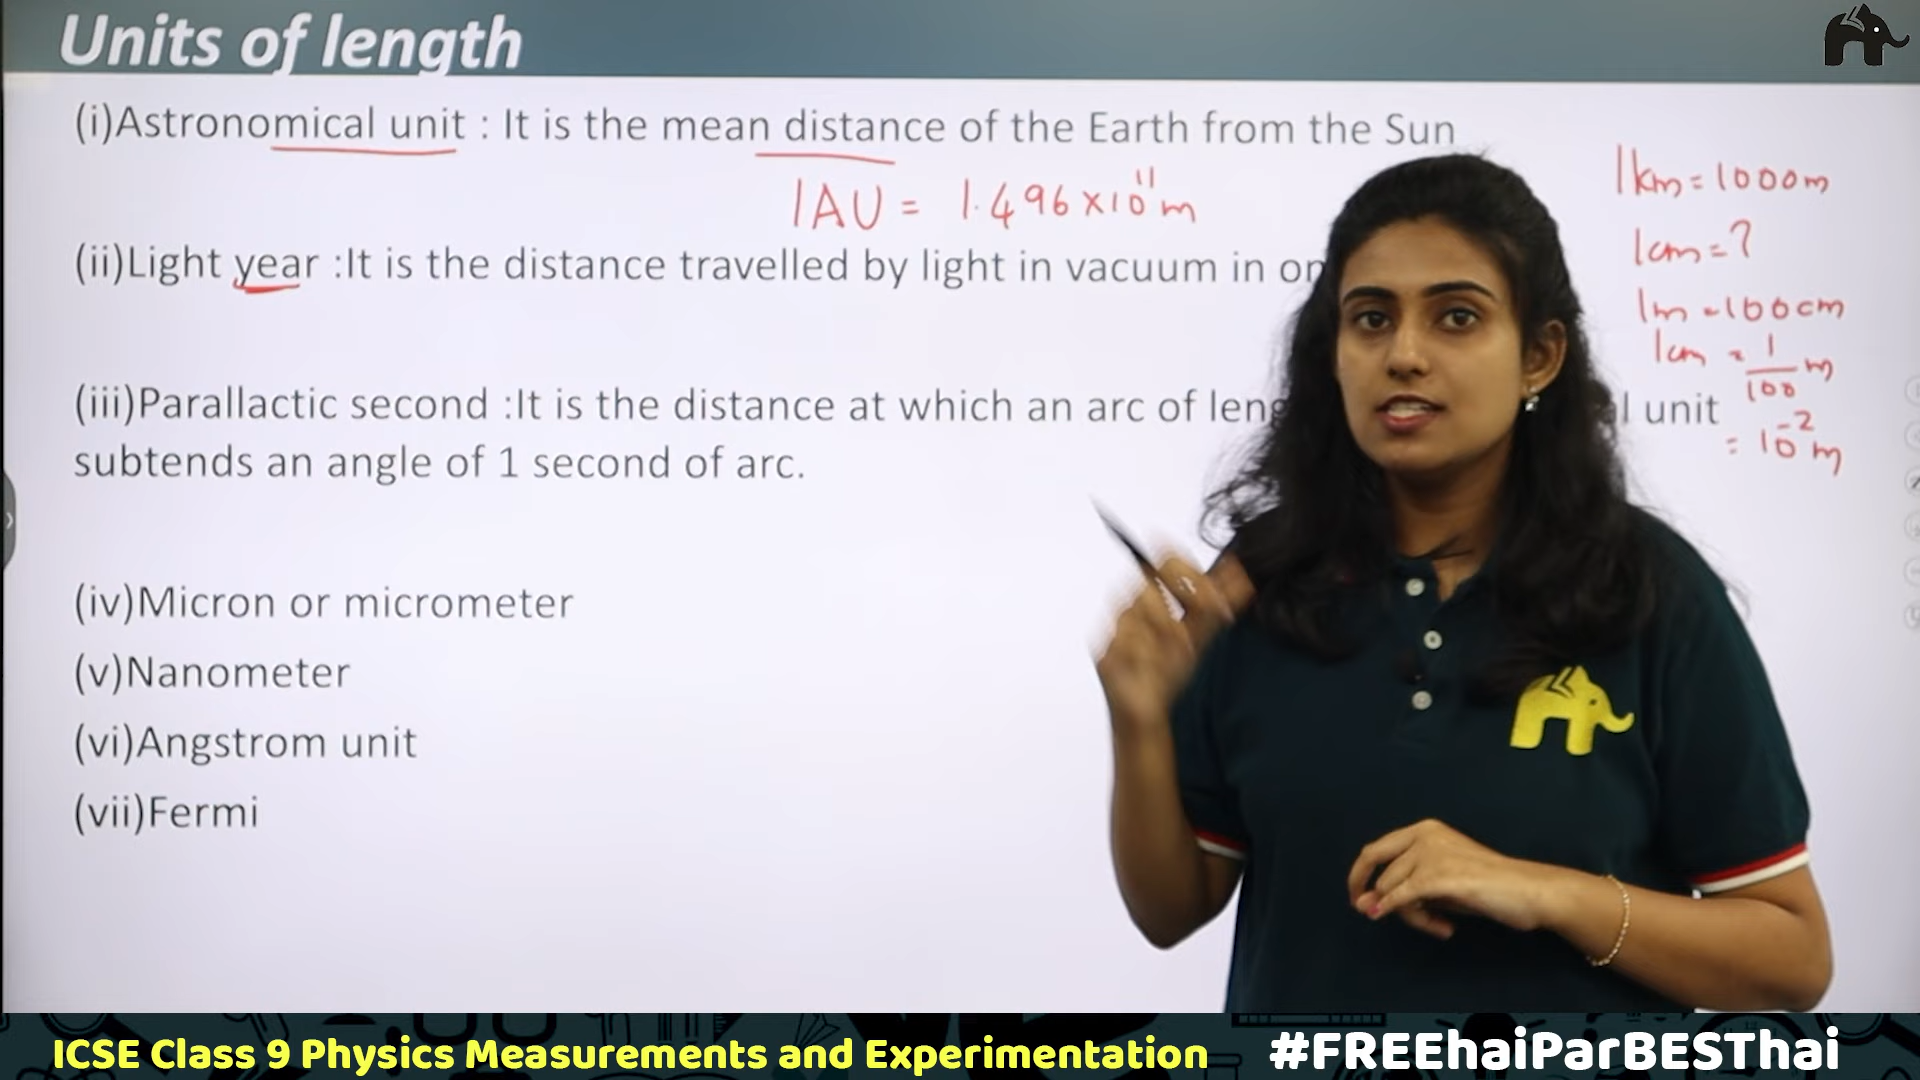 Units of length
(i)Astronomical unit : It is the mean distance of the Earth from the Sun
1AU = 1.496 x 10¹¹ m
1km = 1000m
1cm = ?
(ii)Light year :It is the distance travelled by light in vacuum in
1m = 100cm
1cm = 1/100 m
= 10⁻² m
(iii)Parallactic second :It is the distance at which an arc of unit
subtends an angle of 1 second of arc.
(iv)Micron or micrometer
(v)Nanometer
(vi)Angstrom unit
(vii)Fermi
ICSE Class 9 Physics Measurements and Experimentation
#FREEhaiParBESThai